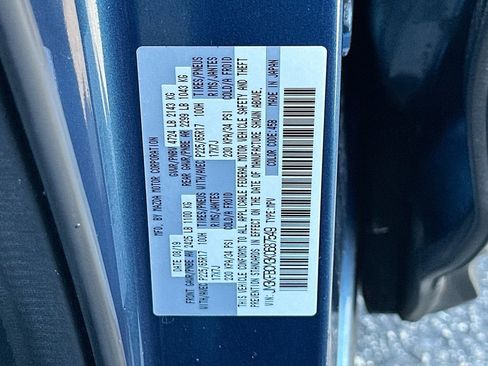 MFD. BY MAZDA MOTOR CORPORATION
DATE 08/19 GVWR/PNBV 4724 LB 2143 KG
FRONT GAWR/PNBE AV 2425 LB 1100 KG REAR GAWR/PNBE AR 2299 LB 1043 KG
WITH/AVEC P225/65R17 100H TIRES/PNEUS WITH/AVEC P225/65R17 100H TIRES/PNEUS
17X7J RIMS/JANTES 17X7J RIMS/JANTES
230 KPA/34 PSI COLD/A FROID 230 KPA/34 PSI COLD/A FROID
THIS VEHICLE CONFORMS TO ALL APPLICABLE FEDERAL MOTOR VEHICLE SAFETY AND THEFT
PREVENTION STANDARDS IN EFFECT ON THE DATE OF MANUFACTURE SHOWN ABOVE.
COLOR CODE:45B MADE IN JAPAN
VIN: TYPE:MPV